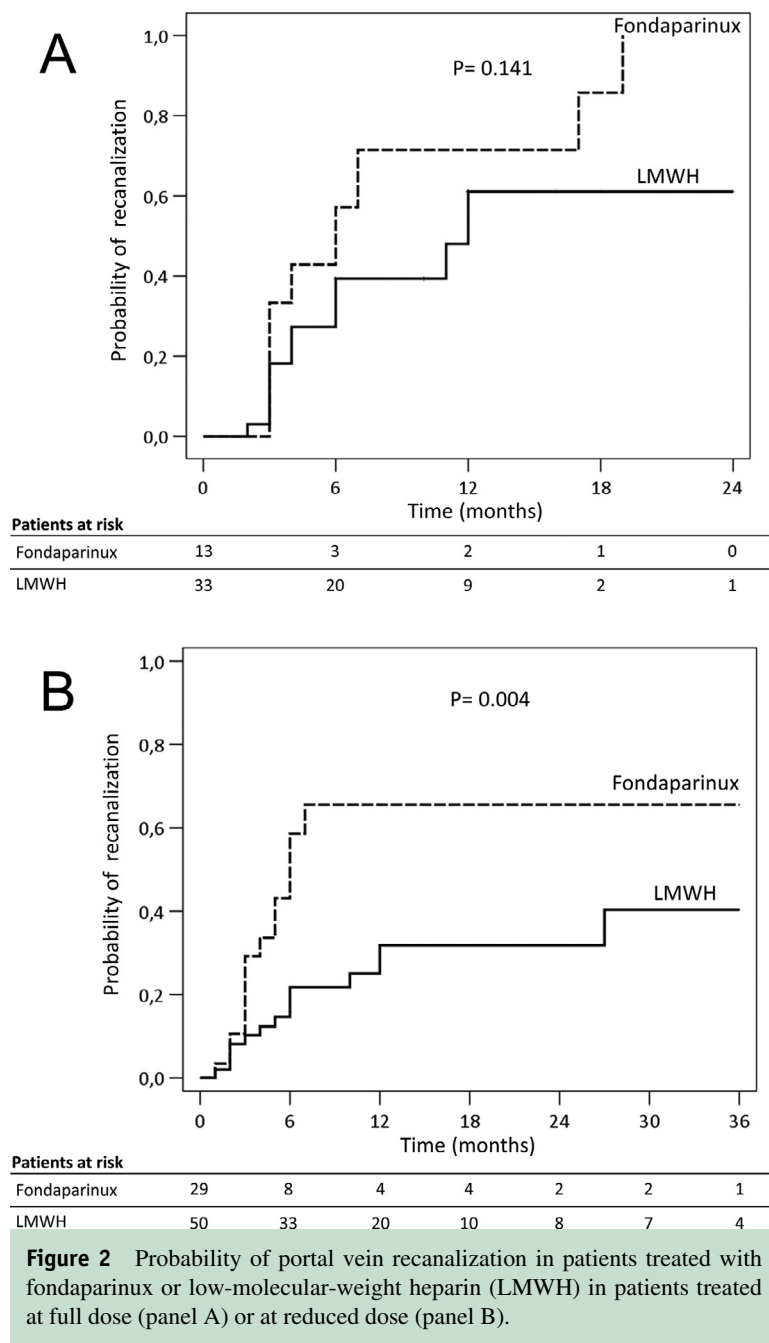 A
Fondaparinux
P= 0.141
LMWH
Probability of recanalization
1,0
0,8
0,6
0,4
0,2
0,0
0 6 12 18 24
Time (months)
Patients at risk
Fondaparinux 13 3 2 1 0
LMWH 33 20 9 2 1
B
P= 0.004
Fondaparinux
LMWH
Probability of recanalization
1,0
0,8
0,6
0,4
0,2
0,0
0 6 12 18 24 30 36
Time (months)
Patients at risk
Fondaparinux 29 8 4 4 2 2 1
LMWH 50 33 20 10 8 7 4
Figure 2 Probability of portal vein recanalization in patients treated with
fondaparinux or low-molecular-weight heparin (LMWH) in patients treated
at full dose (panel A) or at reduced dose (panel B).